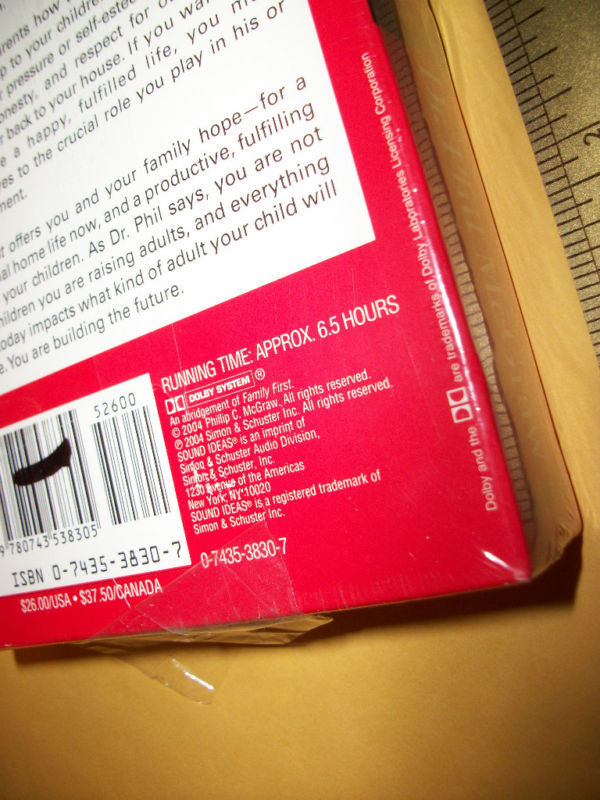 arents how
p to your children
r pressure or self-estee
onesty, and respect for o
r back to your house. If you wan
e a happy, fulfilled life, you m
es to the crucial role you play in his or
ment.
t offers you and your family hope—for a
al home life now, and a productive, fulfilling
your children. As Dr. Phil says, you are not
hildren you are raising adults, and everything
oday impacts what kind of adult your child will
e. You are building the future.
RUNNING TIME: APPROX. 6.5 HOURS
DOLBY SYSTEM ®
An abridgement of Family First.
© 2004 Phillip C. McGraw. All rights reserved.
℗ 2004 Simon & Schuster Inc. All rights reserved.
SOUND IDEAS® is an imprint of
Simon & Schuster Audio Division,
Simon & Schuster, Inc.
1230 Avenue of the Americas
New York, NY 10020
SOUND IDEAS® is a registered trademark of
Simon & Schuster Inc.
0-7435-3830-7
52600
9 780743 538305
ISBN 0-7435-3830-7
$26.00/USA • $37.50/CANADA
Dolby and the DD are trademarks of Dolby Laboratories Licensing Corporation
2